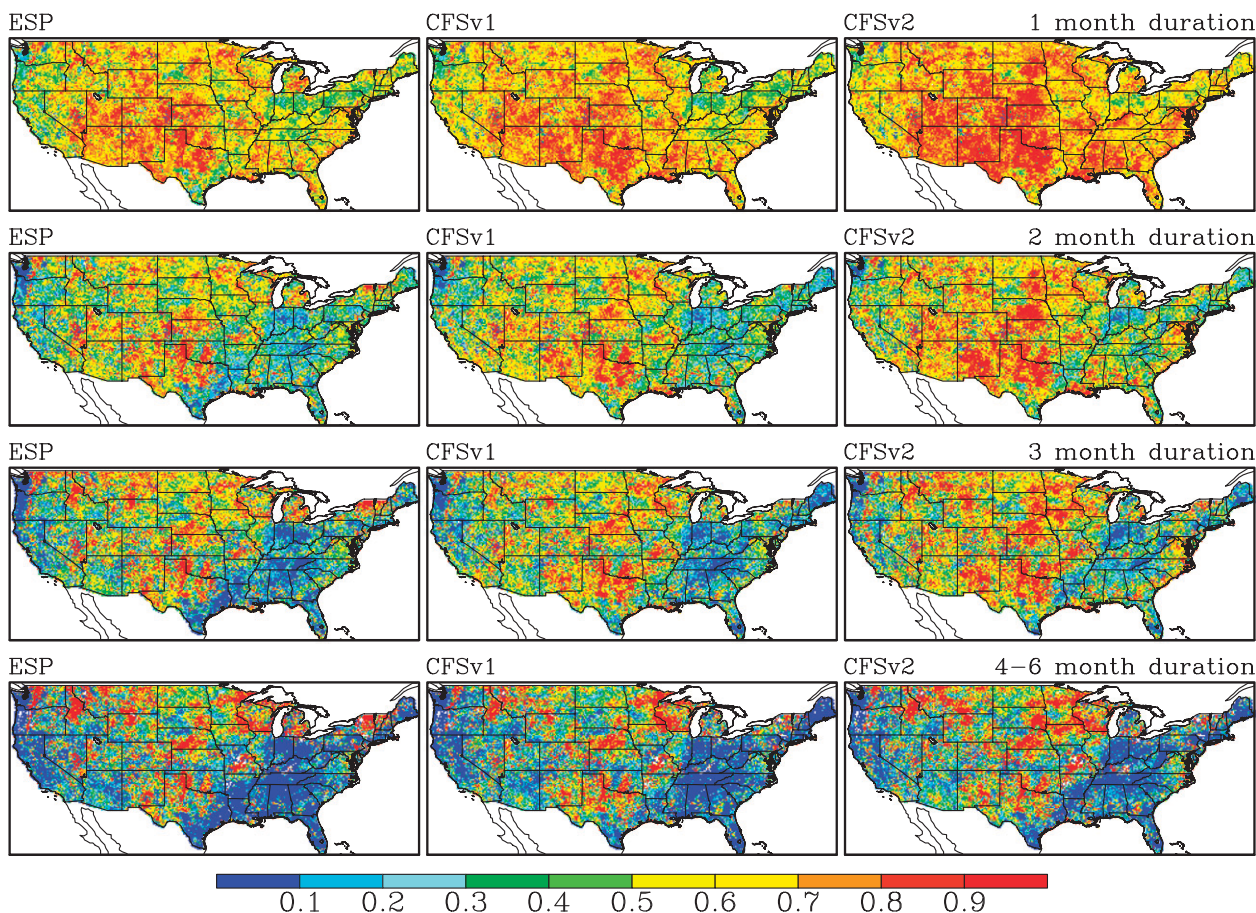 ESP CFSv1 CFSv2 1 month duration
ESP CFSv1 CFSv2 2 month duration
ESP CFSv1 CFSv2 3 month duration
ESP CFSv1 CFSv2 4-6 month duration
0.1 0.2 0.3 0.4 0.5 0.6 0.7 0.8 0.9